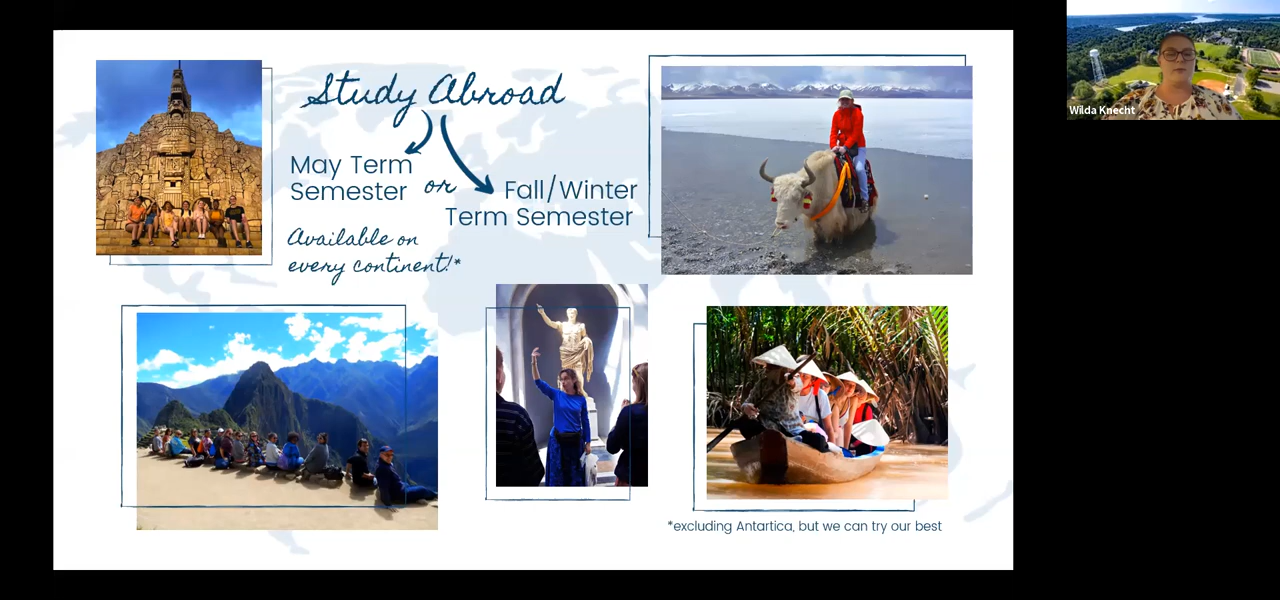 Study Abroad
May Term
Semester
or
Fall/Winter
Term Semester
Available on
every continent!*
*excluding Antartica, but we can try our best
Wilda Knecht